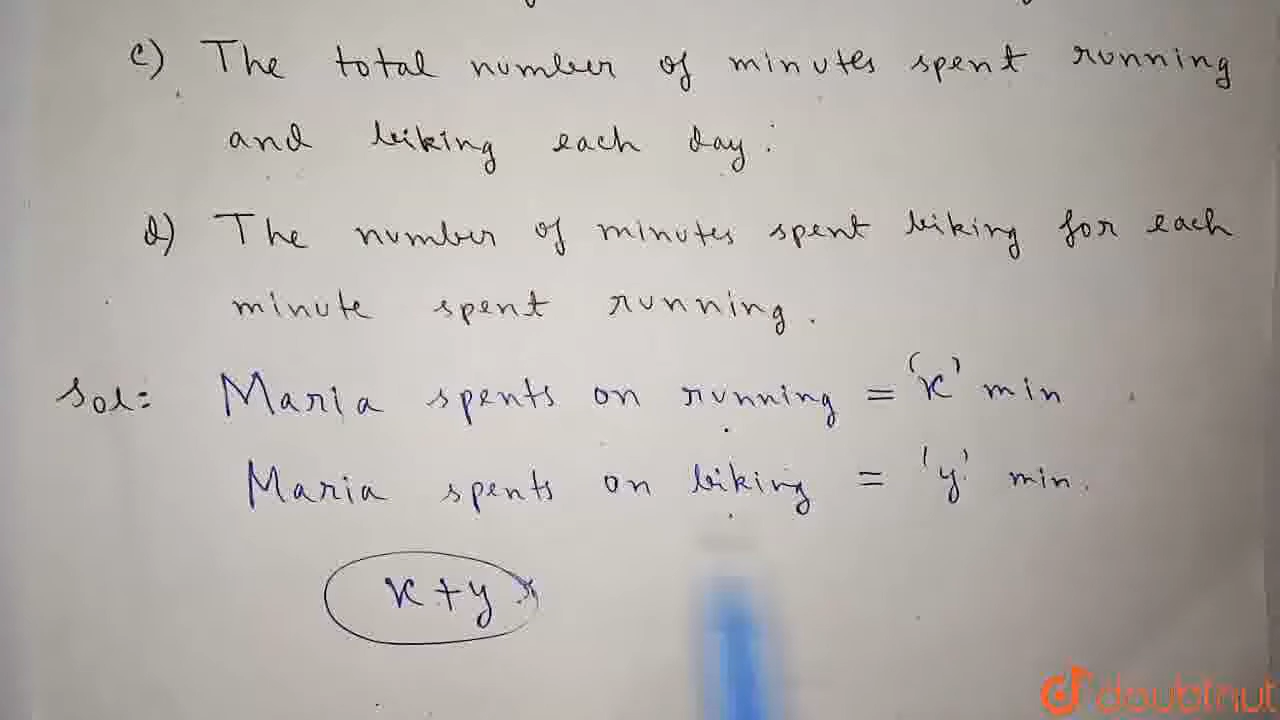 c) The total number of minutes spent running
and biking each day.
d) The number of minutes spent biking for each
minute spent running.
Sol= Maria spents on running = 'x' min
Maria spents on biking = 'y' min.
x+y
doubtnut